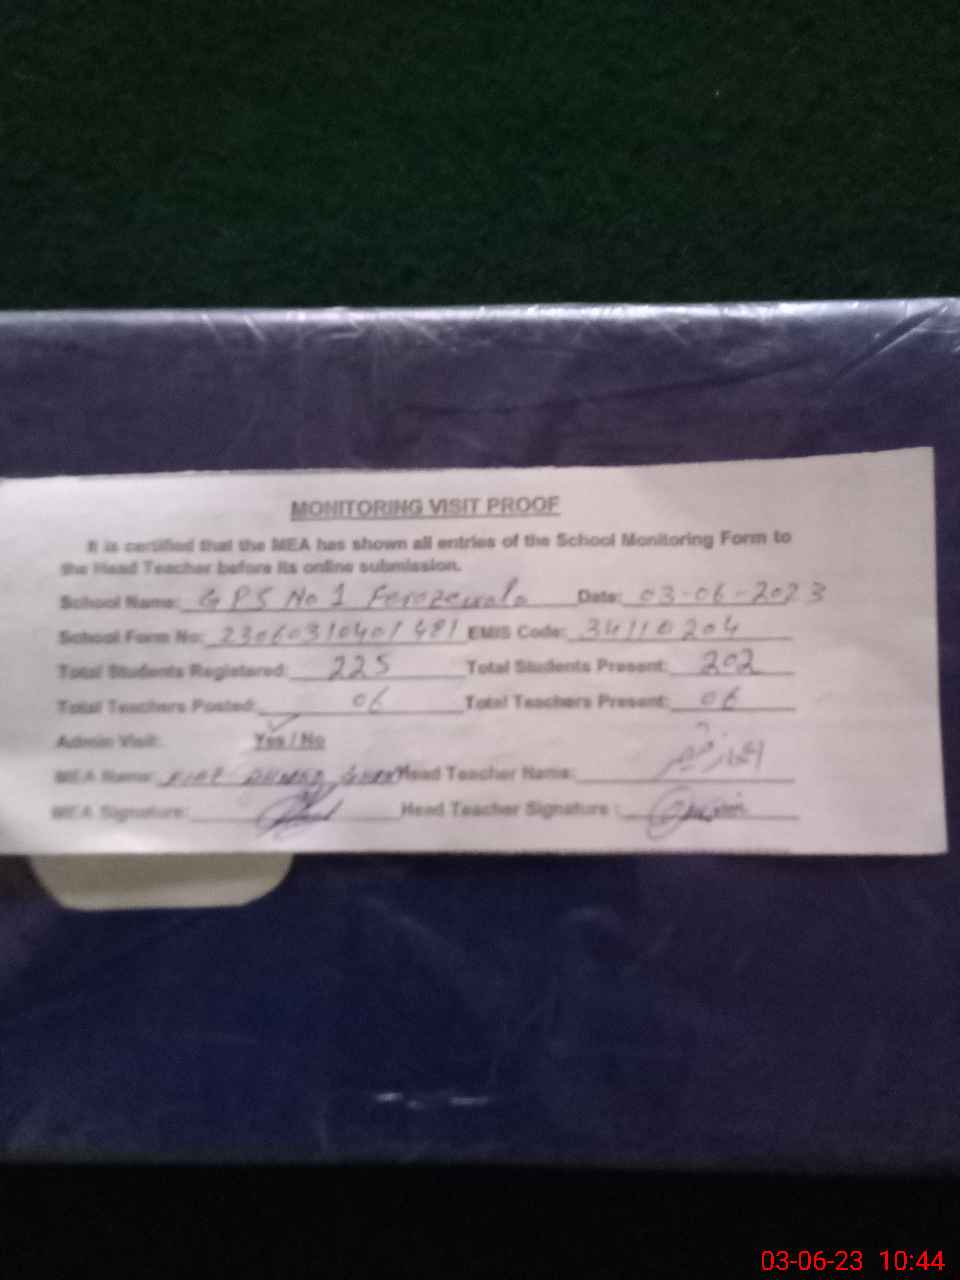 MONITORING VISIT PROOF
It is certified that the MEA has shown all entries of the School Monitoring Form to
the Head Teacher before its online submission.
School Name: GPS No 1 Ferozewala Date: 03-06-2023
School Form No: 23060310401481 EMIS Code: 34110204
Total Students Registered: 225 Total Students Present: 202
Total Teachers Posted: 06 Total Teachers Present: 06
Admin Visit: Yes / No
MEA Name: Head Teacher Name:
MEA Signature: Head Teacher Signature :
03-06-23 10:44